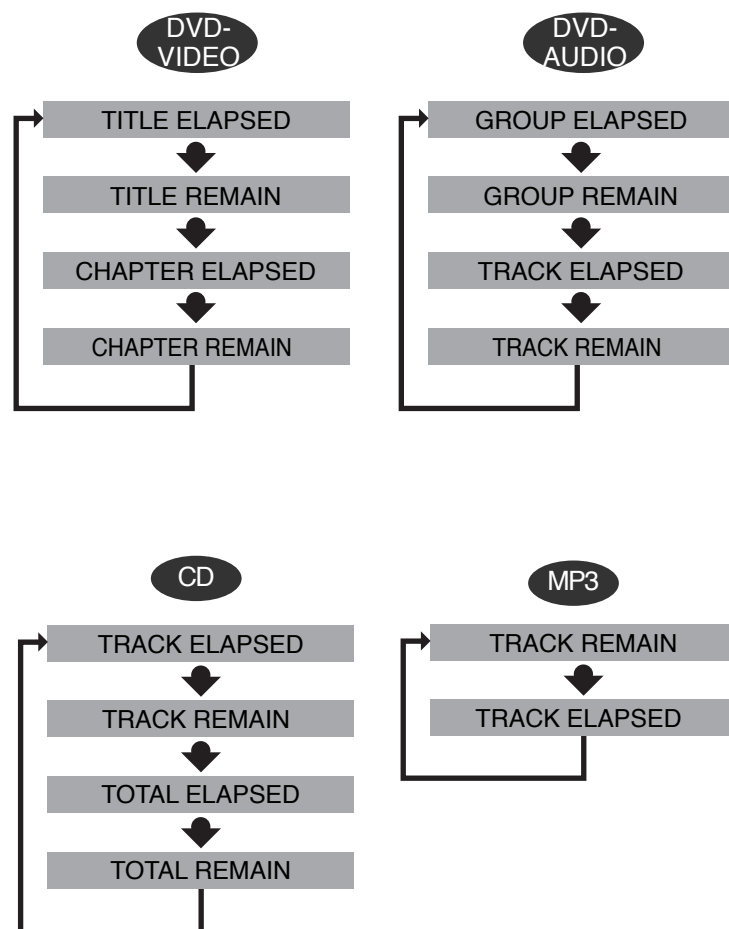 DVD-
VIDEO
TITLE ELAPSED
TITLE REMAIN
CHAPTER ELAPSED
CHAPTER REMAIN
DVD-
AUDIO
GROUP ELAPSED
GROUP REMAIN
TRACK ELAPSED
TRACK REMAIN
CD
TRACK ELAPSED
TRACK REMAIN
TOTAL ELAPSED
TOTAL REMAIN
MP3
TRACK REMAIN
TRACK ELAPSED